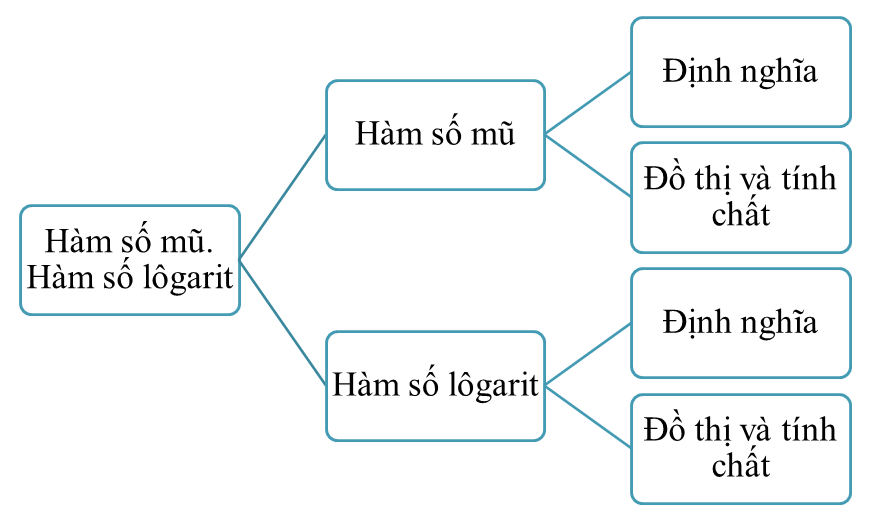 Hàm số mũ.
Hàm số lôgarit
Hàm số mũ
Định nghĩa
Đồ thị và tính
chất
Hàm số lôgarit
Định nghĩa
Đồ thị và tính
chất